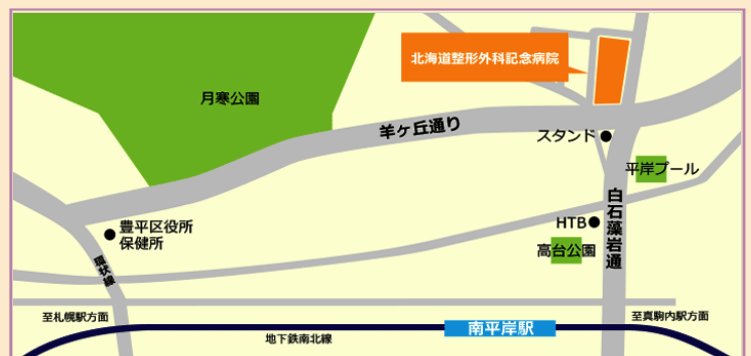 北海道整形外科記念病院
月寒公園
羊ヶ丘通り
スタンド
平岸プール
白石藻岩通
豊平区役所
保健所
HTB
高台公園
環状線
至札幌駅方面
南平岸駅
至真駒内駅方面
地下鉄南北線